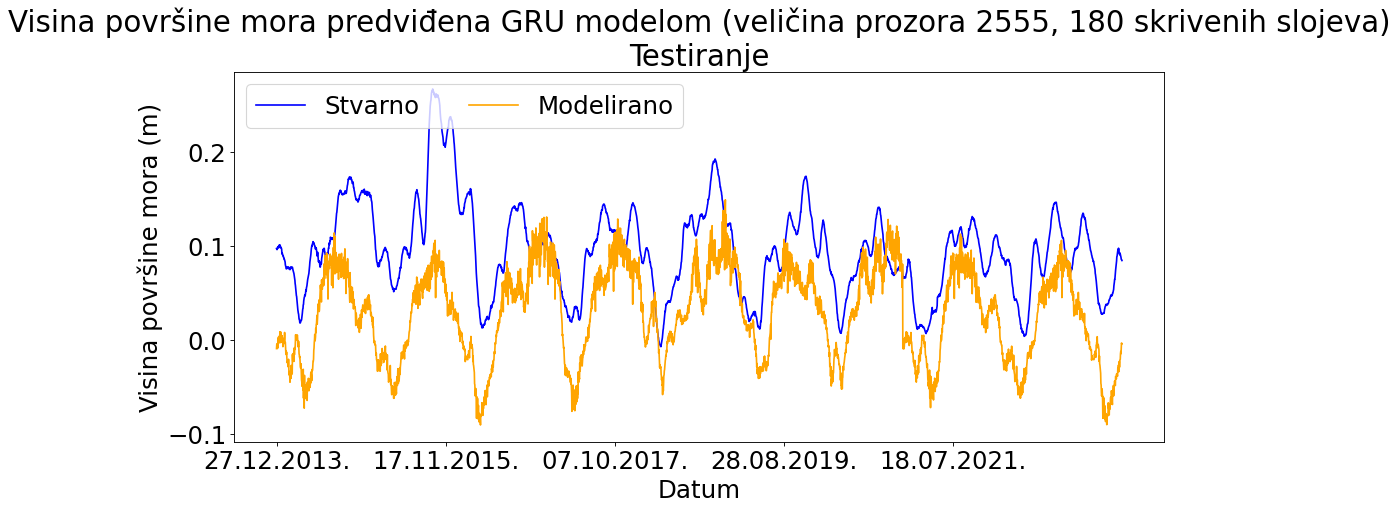 Visina površine mora predviđena GRU modelom (veličina prozora 2555, 180 skrivenih slojeva)
Testiranje
Stvarno Modelirano
Visina površine mora (m)
0.2
0.1
0.0
−0.1
27.12.2013. 17.11.2015. 07.10.2017. 28.08.2019. 18.07.2021.
Datum